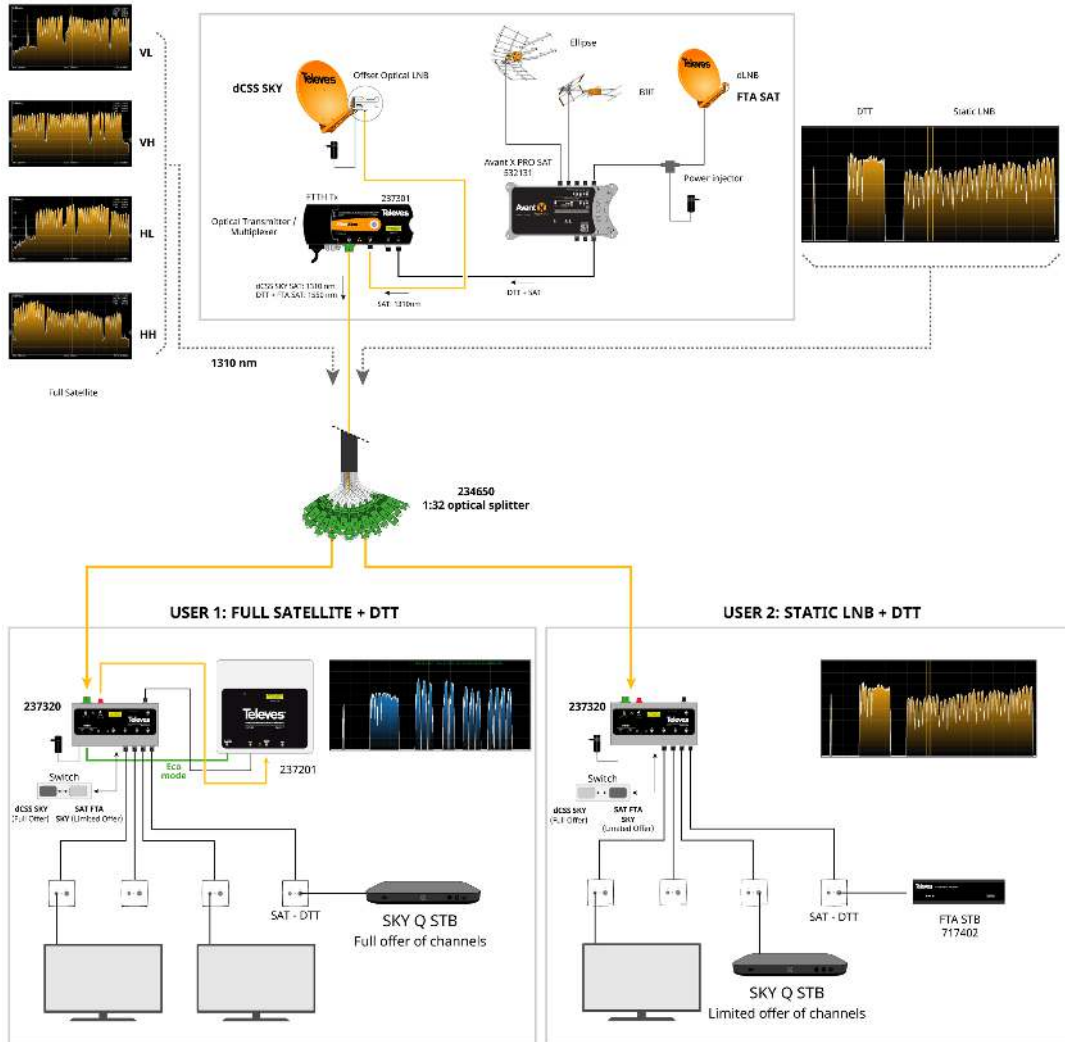 VL
VH
HL
HH
Full Satellite
1310 nm
dCSS SKY
Offset Optical LNB
Televes
Ellipse
BIII
Televes
dLNB
FTA SAT
Avant X PRO SAT
532131
Avant X
Power injector
FTTH Tx
237301
Televes
Optical Transmitter /
Multiplexer
dCSS SKY SAT: 1310 nm
DTT + FTA SAT: 1550 nm
SAT: 1310nm
DTT + SAT
DTT
Static LNB
234650
1:32 optical splitter
USER 1: FULL SATELLITE + DTT
237320
Televes
Televes
237201
Eco
mode
Switch
dCSS SKY
(Full Offer)
SAT FTA
SKY (Limited Offer)
SAT - DTT
SKY Q STB
Full offer of channels
USER 2: STATIC LNB + DTT
237320
Televes
Switch
dCSS SKY
(Full Offer)
SAT FTA
SKY
(Limited Offer)
SAT - DTT
Televes
FTA STB
717402
SKY Q STB
Limited offer of channels